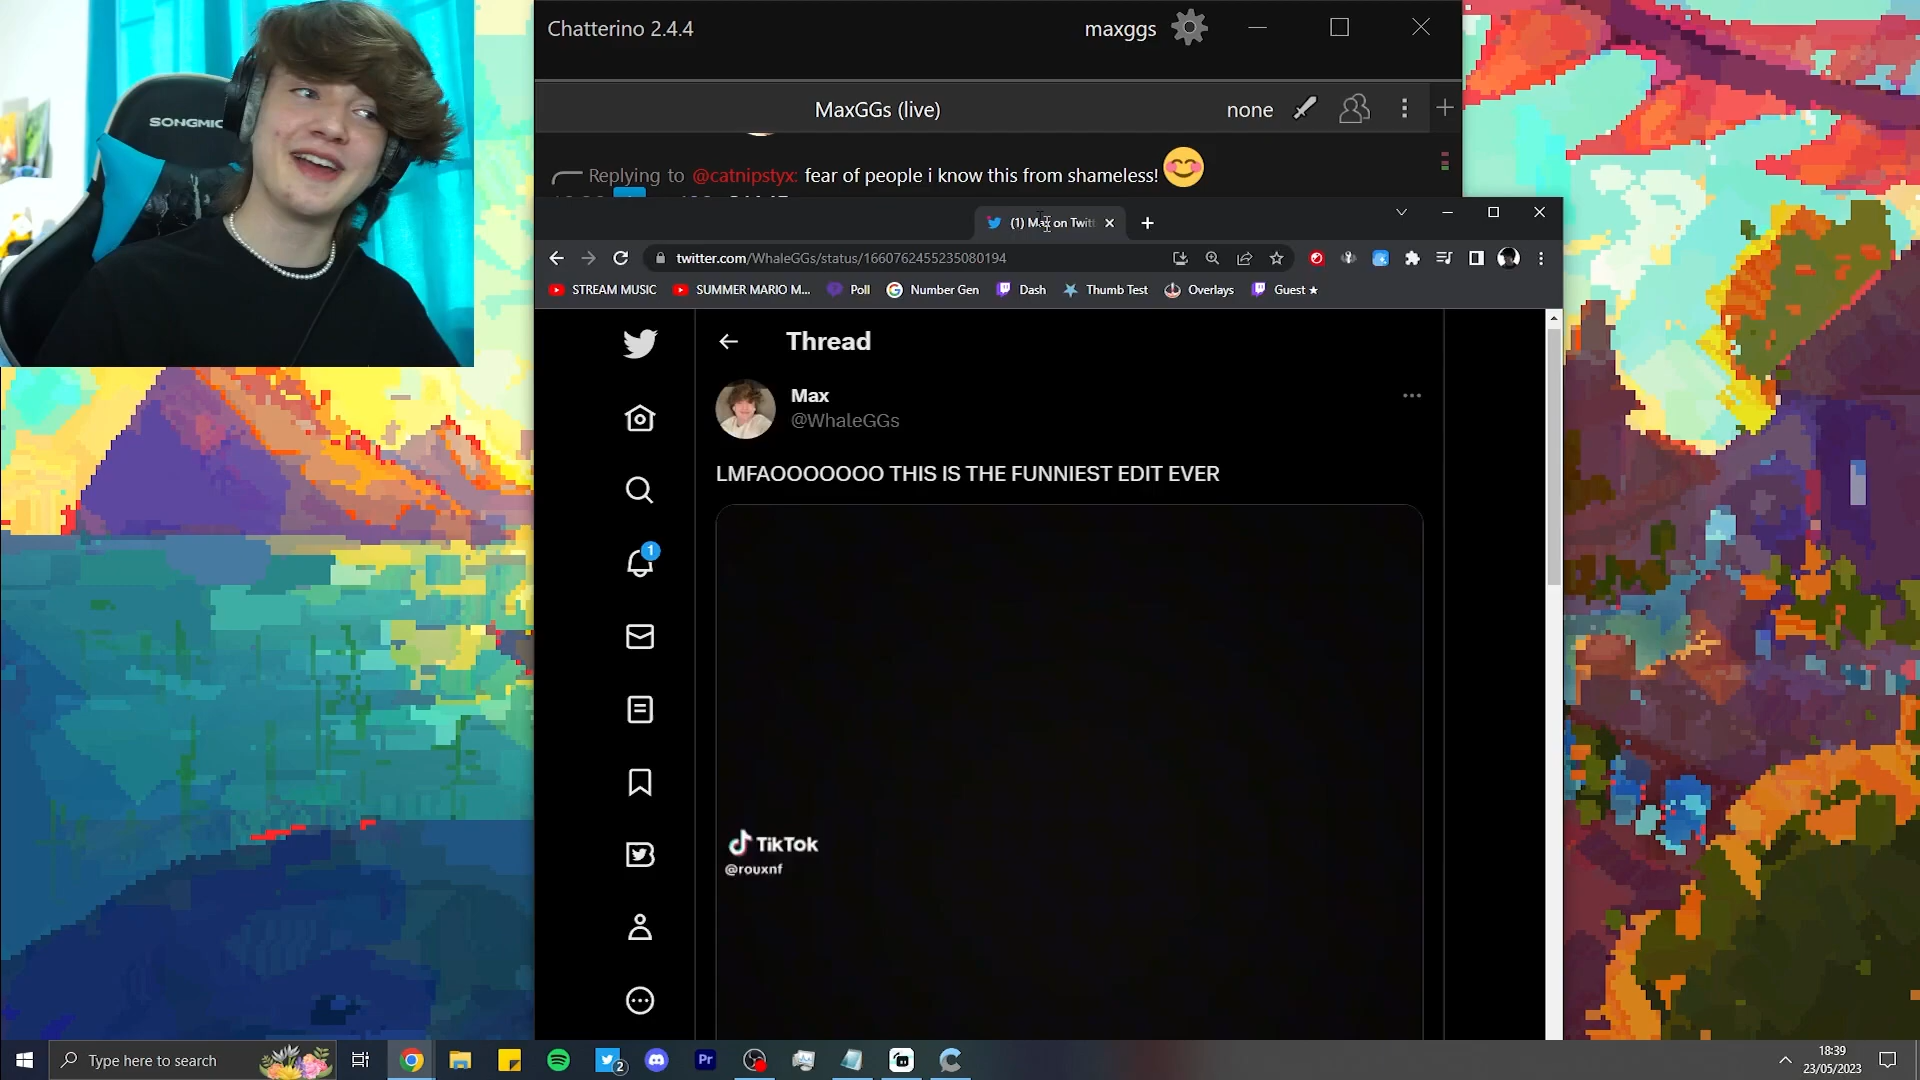 SONGMIC
Chatterino 2.4.4
maxggs
MaxGGs (live)
none
Replying to @catnipstyx: fear of people i know this from shameless!
(1) Max on Twitt
twitter.com/WhaleGGs/status/1660762455235080194
STREAM MUSIC
SUMMER MARIO M...
Poll
Number Gen
Dash
Thumb Test
Overlays
Guest ★
Thread
Max
@WhaleGGs
LMFAOOOOOOO THIS IS THE FUNNIEST EDIT EVER
1
TikTok
@rouxnf
Type here to search
2
Pr
18:39
23/05/2023